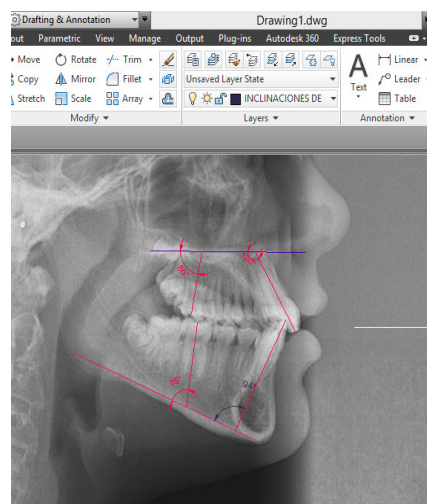 Drafting & Annotation Drawing1.dwg
out Parametric View Manage Output Plug-ins Autodesk 360 Express Tools
Move Rotate Trim
Copy Mirror Fillet
Stretch Scale Array
Modify
Unsaved Layer State
INCLINACIONES DE
Layers
A
Text
Linear
Leader
Table
Annotation
94°